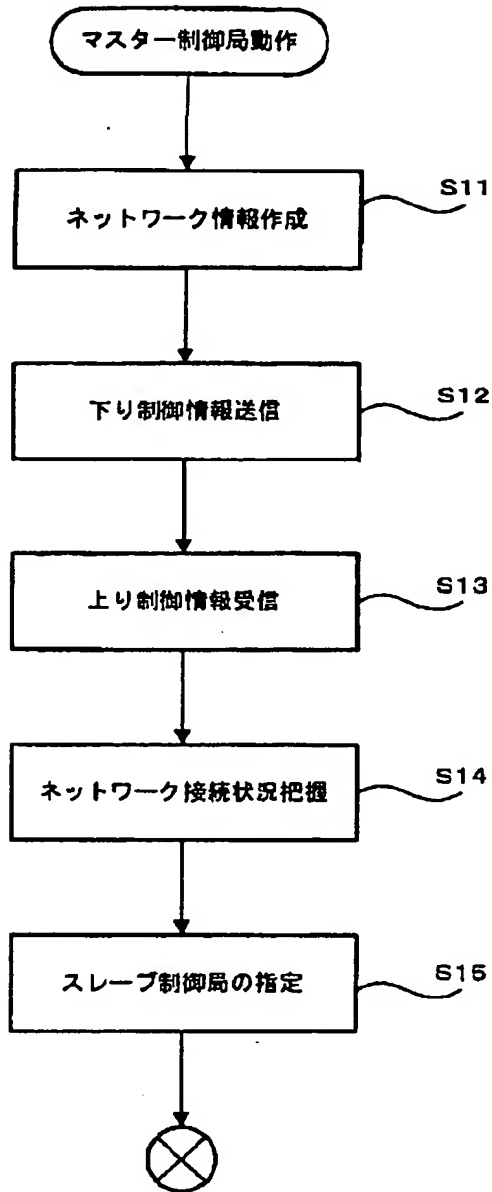 マスター制御局動作
S11
ネットワーク情報作成
S12
下り制御情報送信
S13
上り制御情報受信
S14
ネットワーク接続状況把握
S15
スレーブ制御局の指定